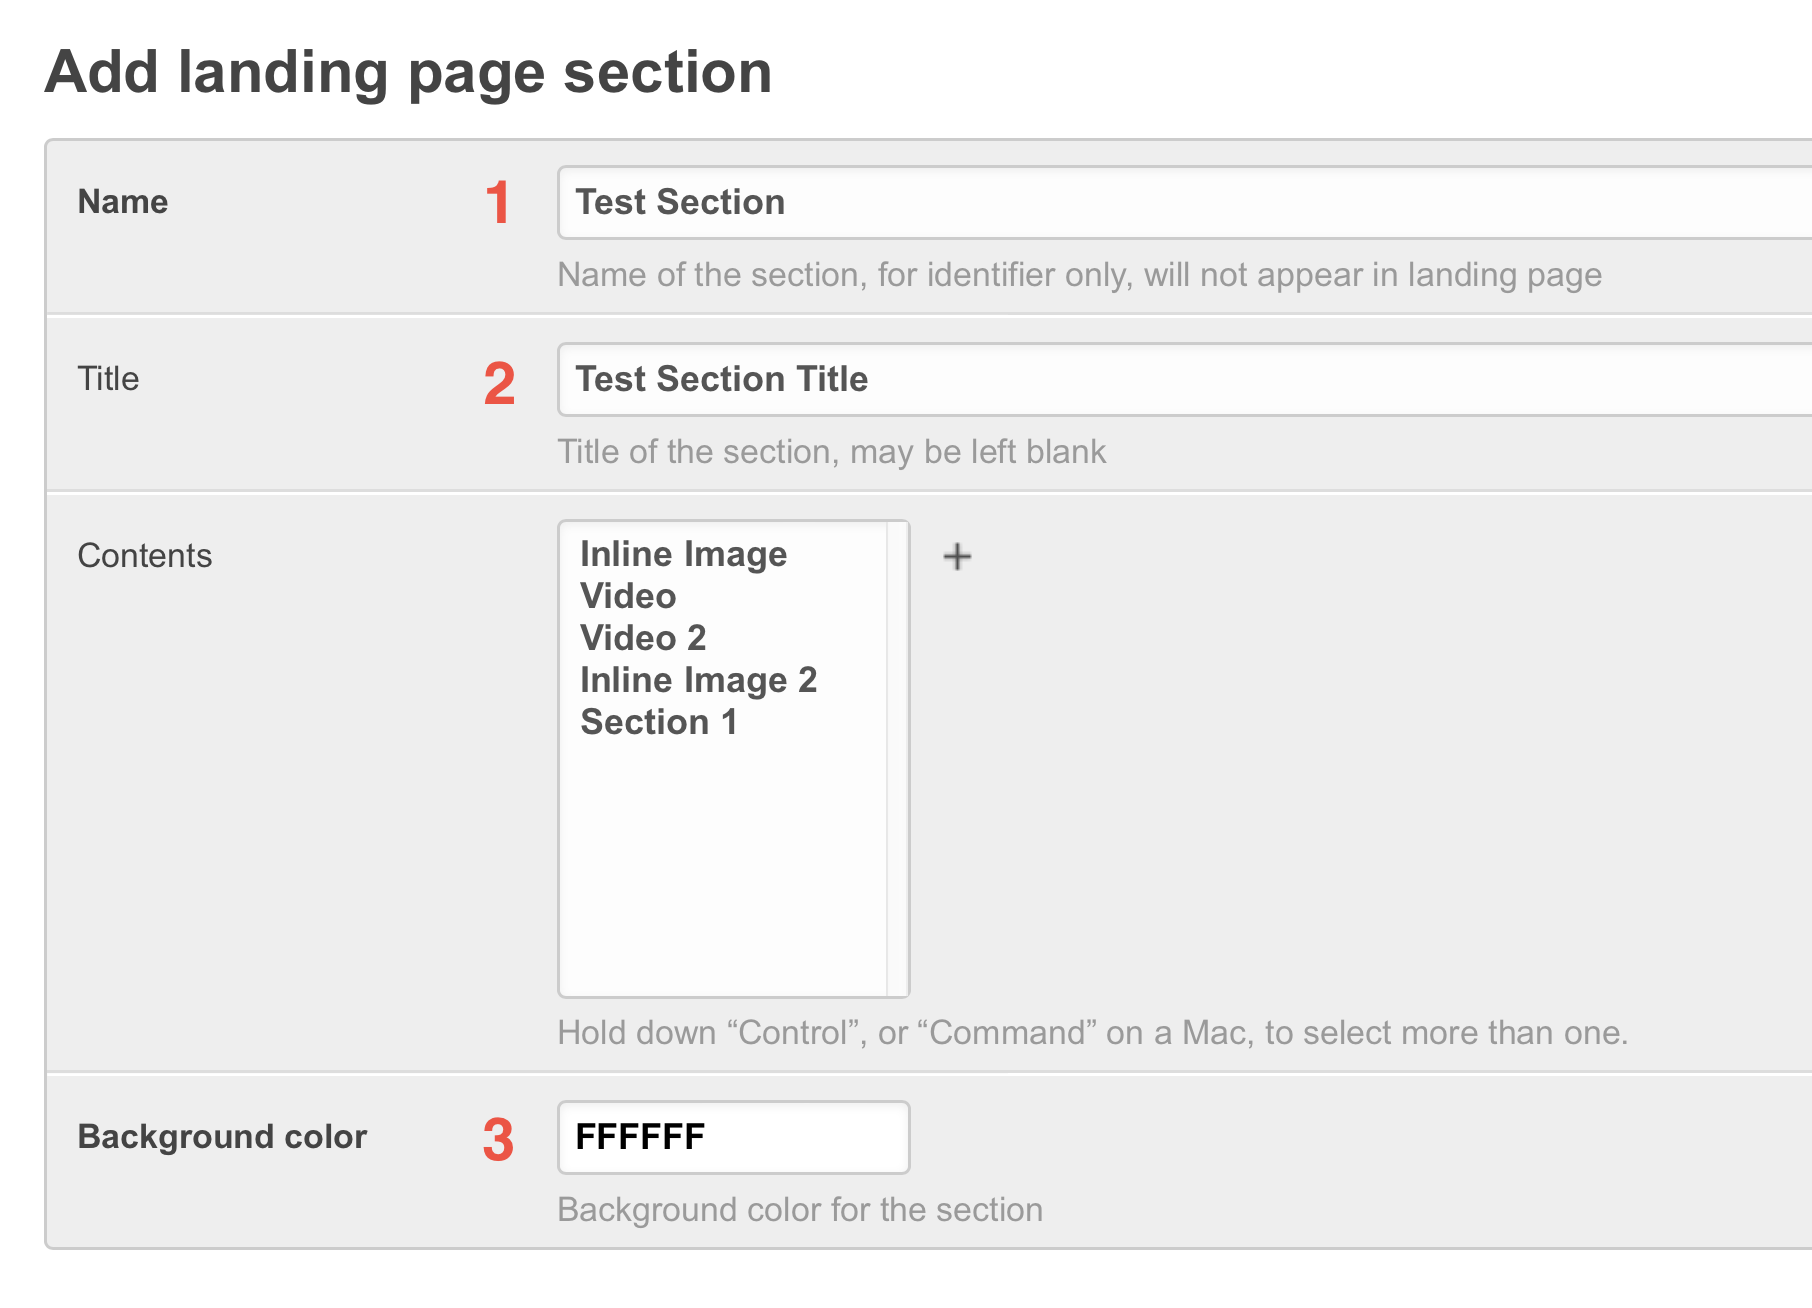 Add landing page section
Name 1 Test Section
Name of the section, for identifier only, will not appear in landing page
Title 2 Test Section Title
Title of the section, may be left blank
Contents
Inline Image
Video
Video 2
Inline Image 2
Section 1
Hold down “Control”, or “Command” on a Mac, to select more than one.
Background color 3 FFFFFF
Background color for the section